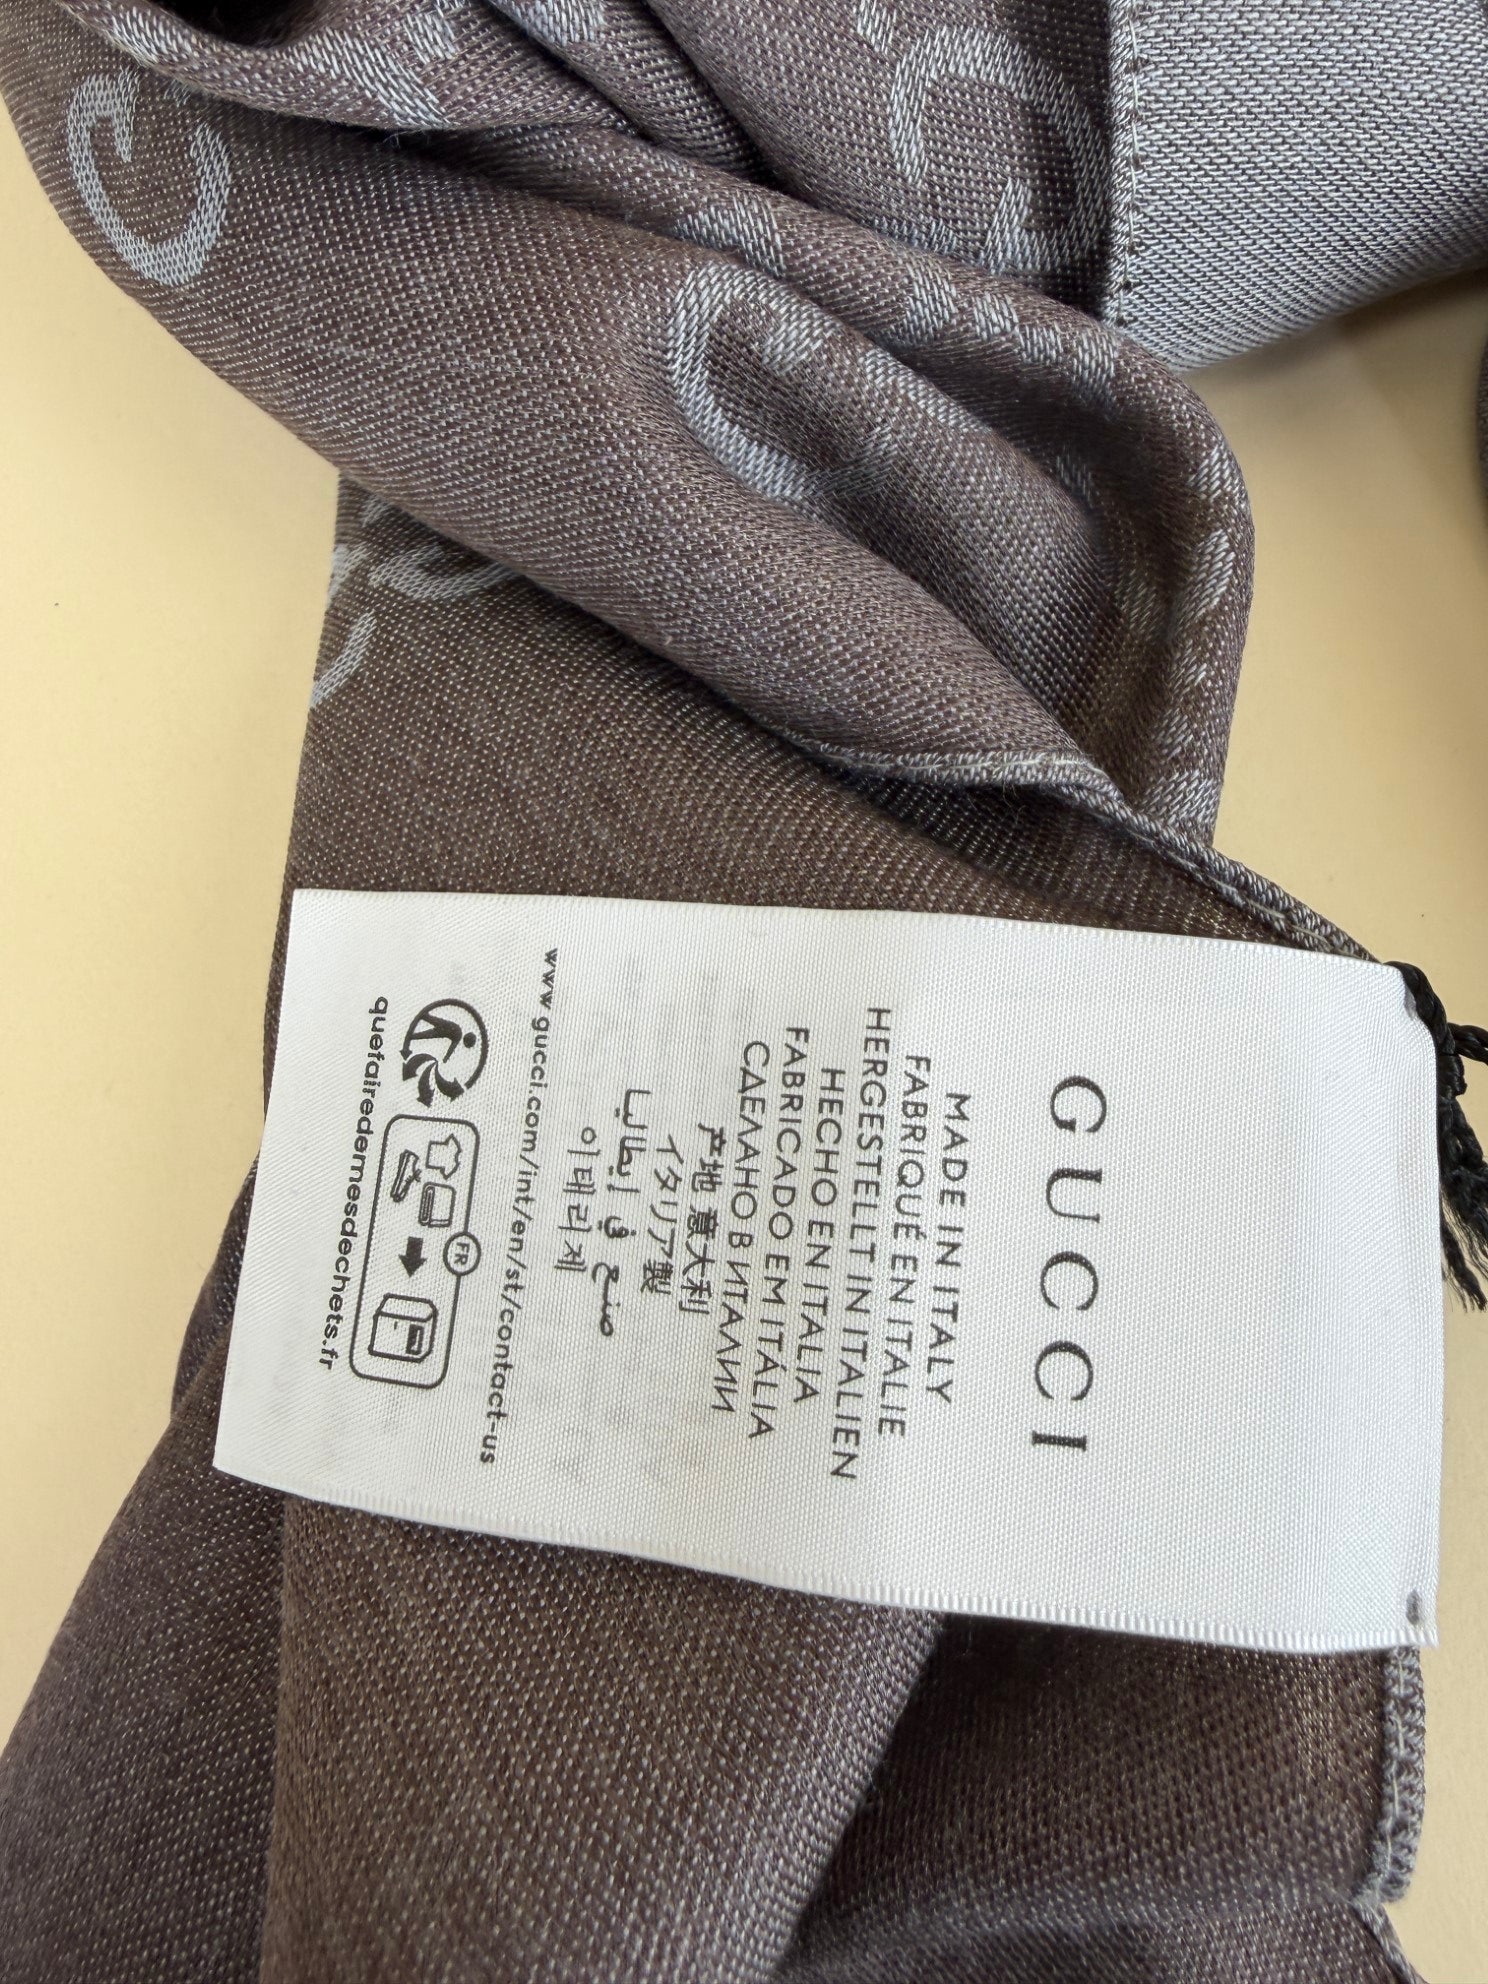 GUCCI
MADE IN ITALY
FABRIQUÉ EN ITALIE
HERGESTELLT IN ITALIEN
HECHO EN ITALIA
FABRICADO EM ITÁLIA
СДЕЛАНО В ИТАЛИИ
产地 意大利
イタリア製
صنع في إيطاليا
이태리제
www.gucci.com/int/en/st/contact-us
FR
quefairedemesdechets.fr